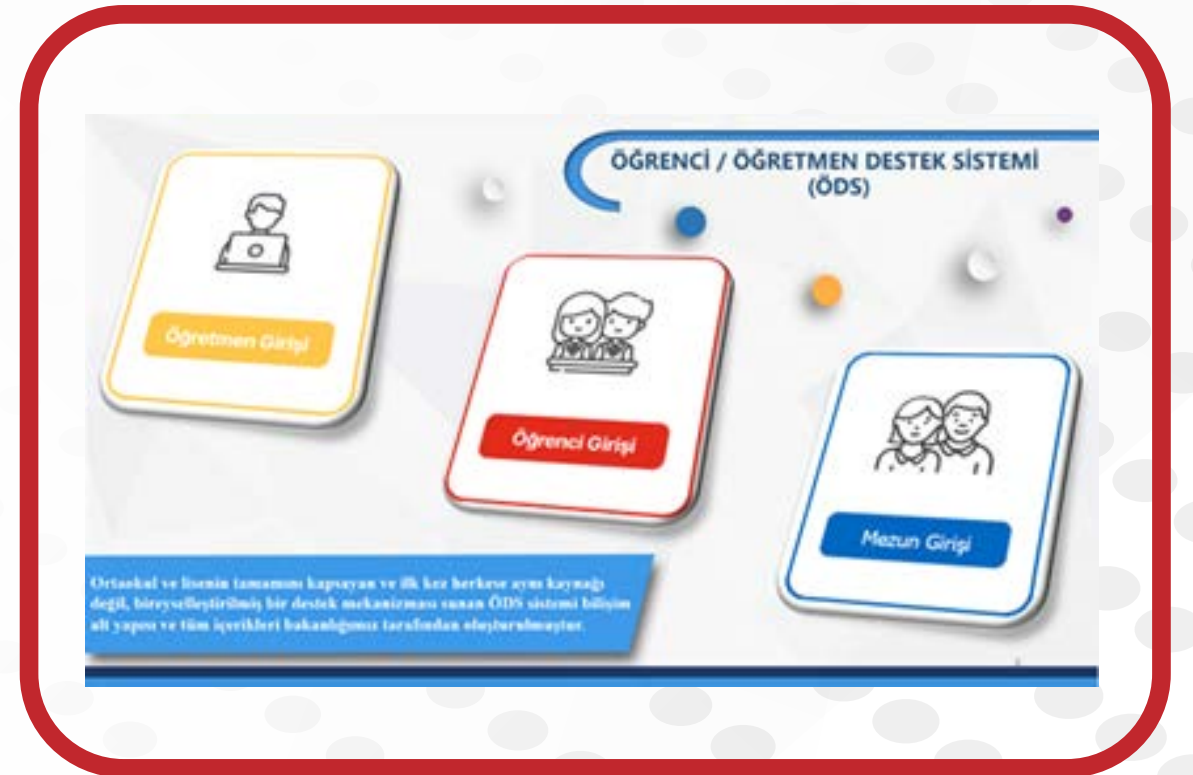 ÖĞRENCİ / ÖĞRETMEN DESTEK SİSTEMİ
(ÖDS)
Öğretmen Girişi
Öğrenci Girişi
Mezun Girişi
Ortaokul ve lisenin tamamını kapsayan ve ilk kez herkese aynı kaynağı
değil, bireyselleştirilmiş bir destek mekanizması sunan ÖDS sistemi bilişim
alt yapısı ve tüm içerikleri bakanlığımız tarafından oluşturulmuştur.